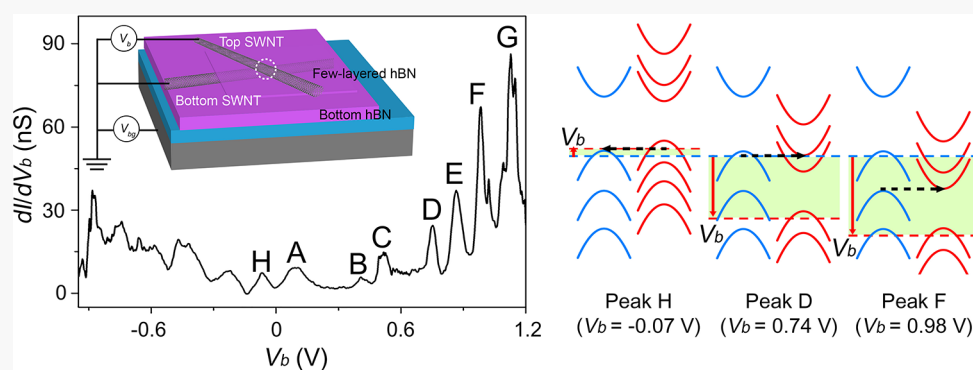 90
60
30
0
dI/dVb (nS)
-0.6
0
0.6
1.2
Vb (V)
Vb
Vbg
Top SWNT
Few-layered hBN
Bottom SWNT
Bottom hBN
H
A
B
C
D
E
F
G
Vb
Vb
Vb
Peak H
(Vb = -0.07 V)
Peak D
(Vb = 0.74 V)
Peak F
(Vb = 0.98 V)